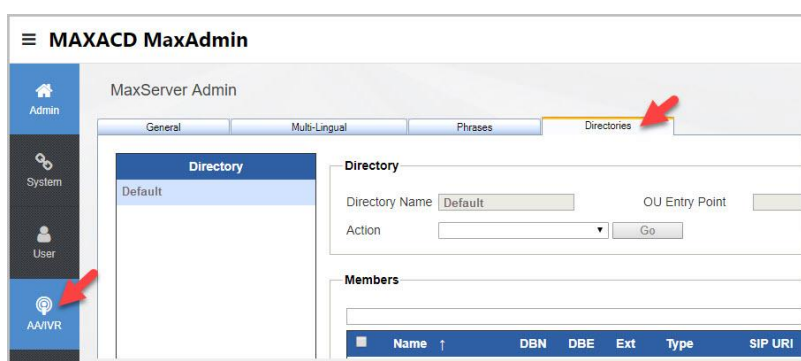 ≡ MAXACD MaxAdmin
Admin
MaxServer Admin
General Multi-Lingual Phrases Directories
System
User
AA/IVR
Directory
Default
Directory
Directory Name Default OU Entry Point
Action Go
Members
Name ↑ DBN DBE Ext Type SIP URI